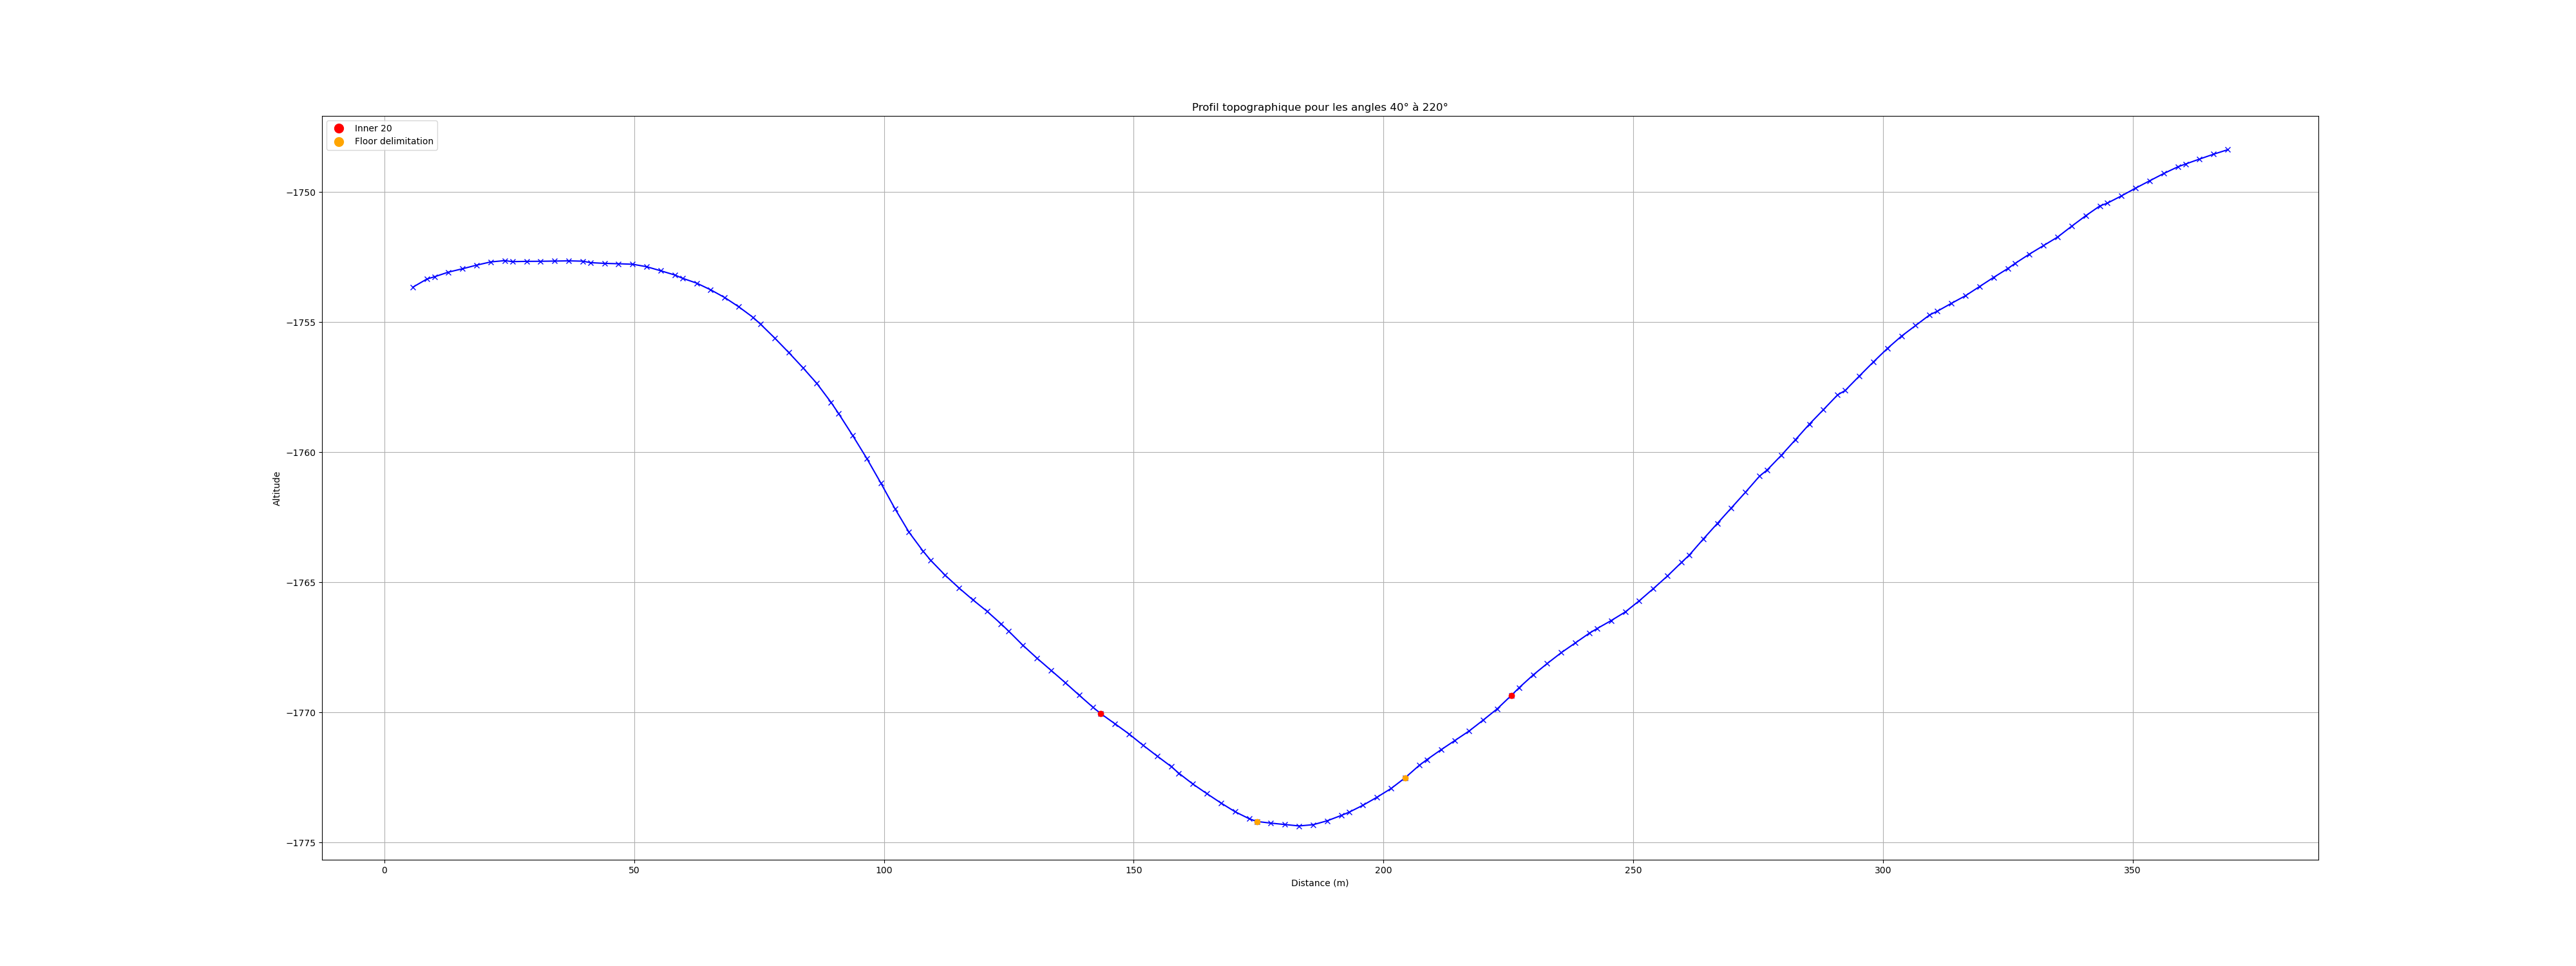 Profil topographique pour les angles 40° à 220°
Inner 20
Floor delimitation
−1750
−1755
−1760
−1765
−1770
−1775
Altitude
0 50 100 150 200 250 300 350
Distance (m)